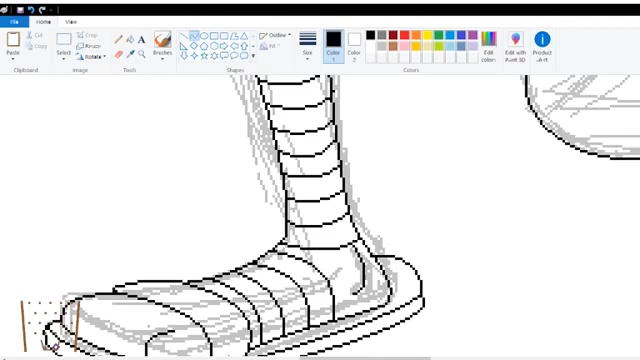 File Home View
Paste Cut Copy
Select Crop Resize Rotate
A
Brushes
Outline Fill
Size
Color 1 Color 2
Edit colors Edit with Paint 3D Product alert
Clipboard Image Tools Shapes Colors